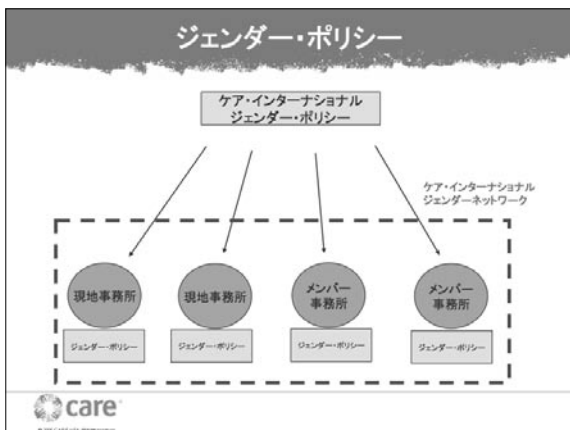 ジェンダー・ポリシー
ケア・インターナショナル
ジェンダー・ポリシー
ケア・インターナショナル
ジェンダーネットワーク
現地事務所
現地事務所
メンバー
事務所
メンバー
事務所
ジェンダー・ポリシー
ジェンダー・ポリシー
ジェンダー・ポリシー
ジェンダー・ポリシー
care